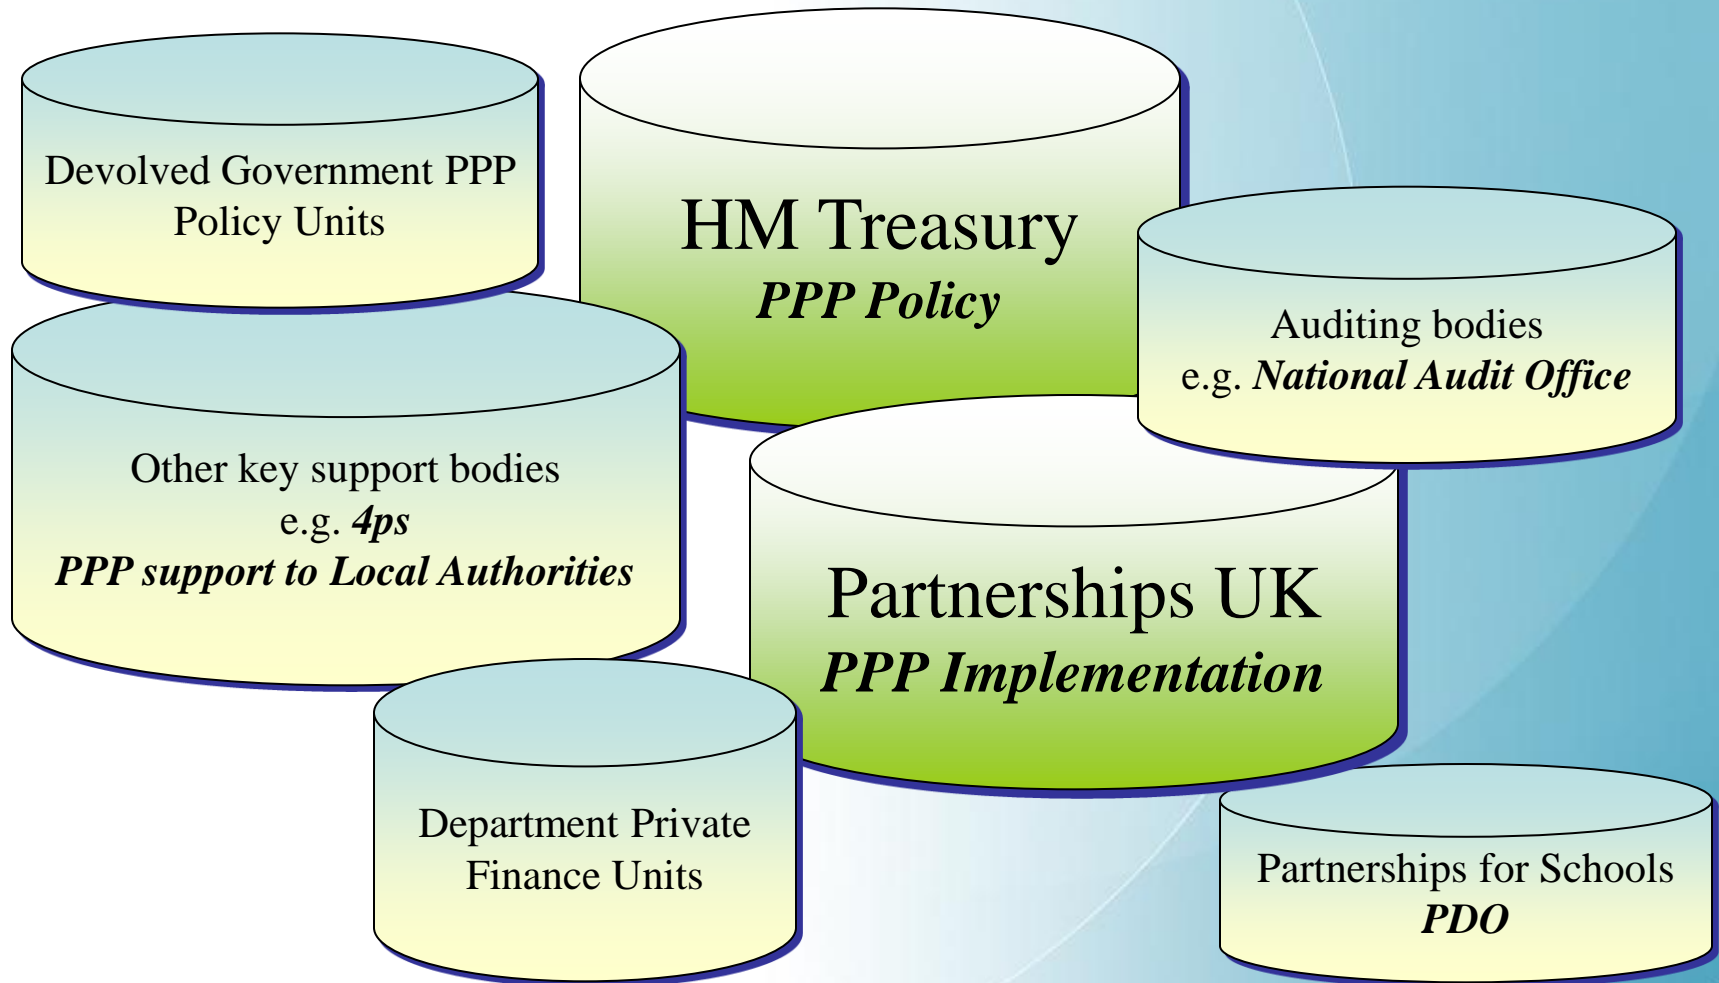 Devolved Government PPP
Policy Units
HM Treasury
PPP Policy
Auditing bodies
e.g. National Audit Office
Other key support bodies
e.g. 4ps
PPP support to Local Authorities
Partnerships UK
PPP Implementation
Department Private
Finance Units
Partnerships for Schools
PDO